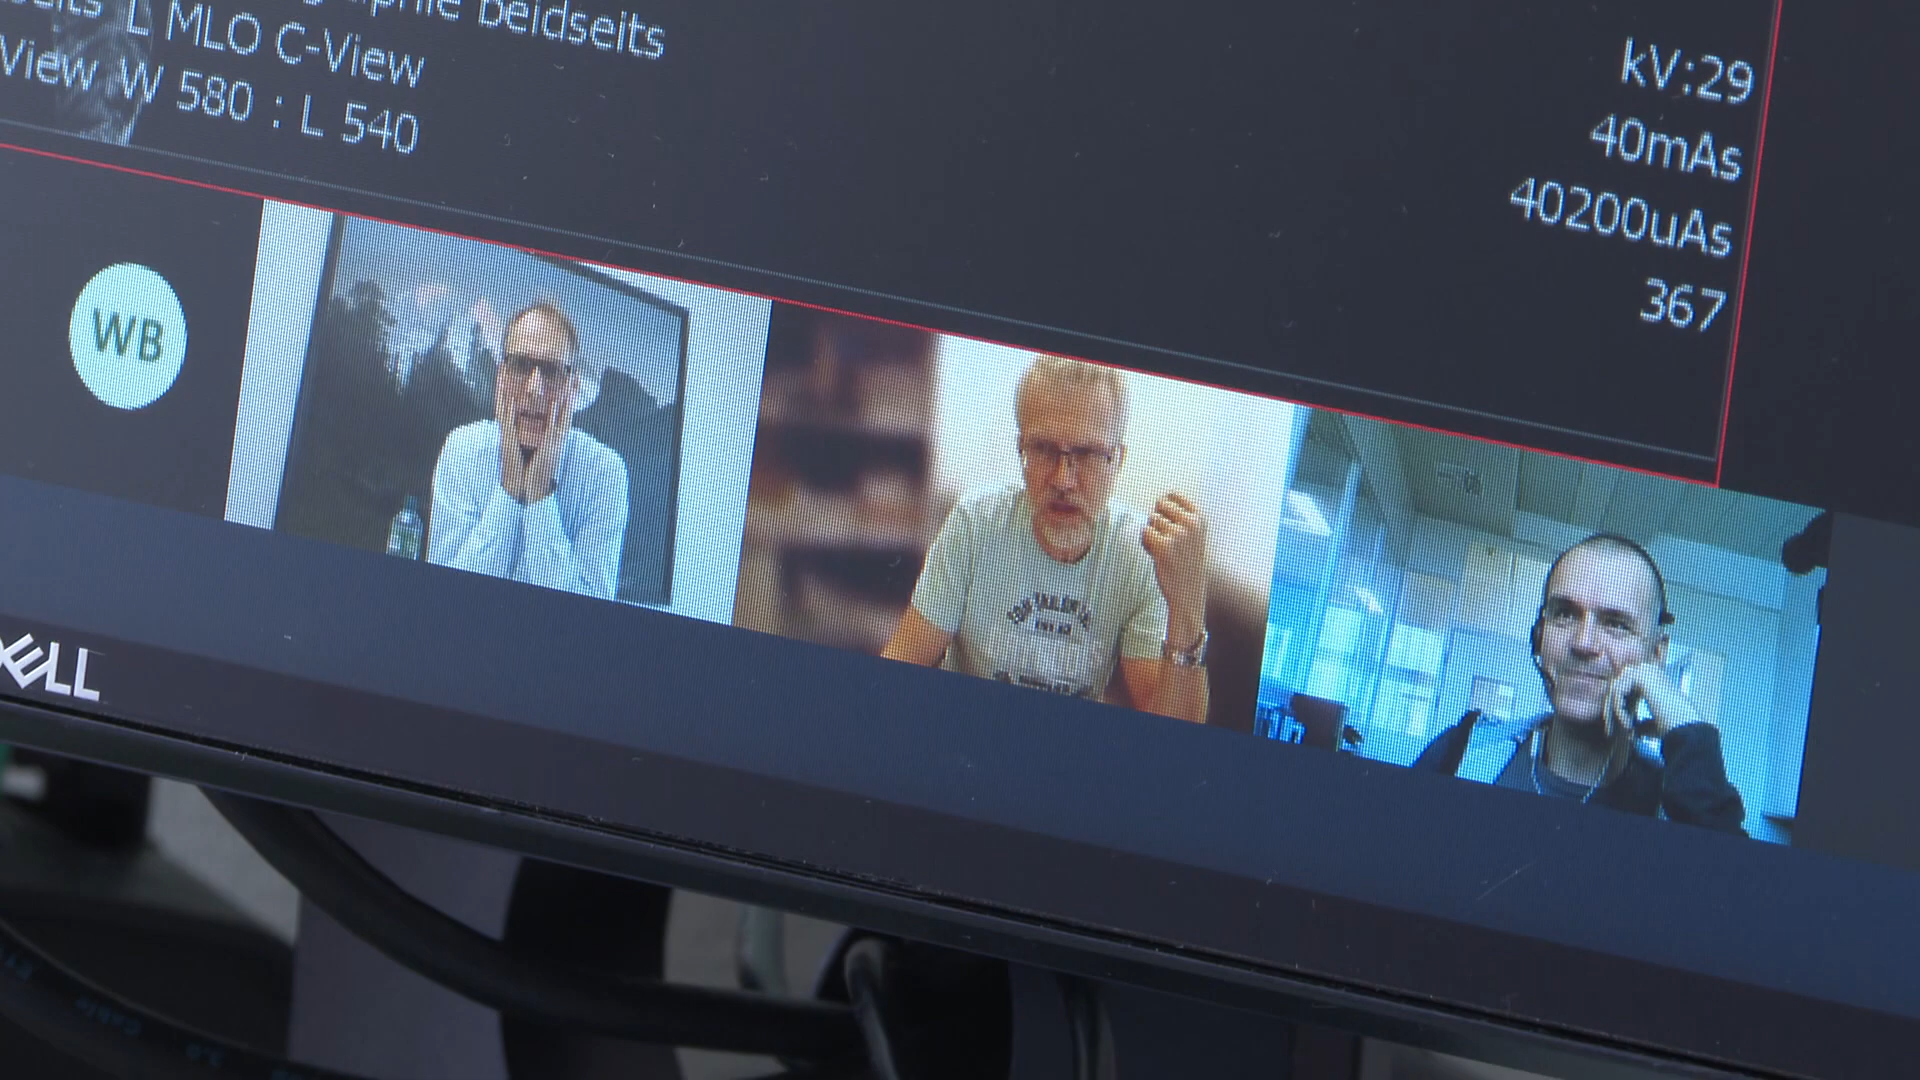 beidseits
L MLO C-View
View W 580 : L 540
kV:29
40mAs
40200uAs
367
WB
DELL